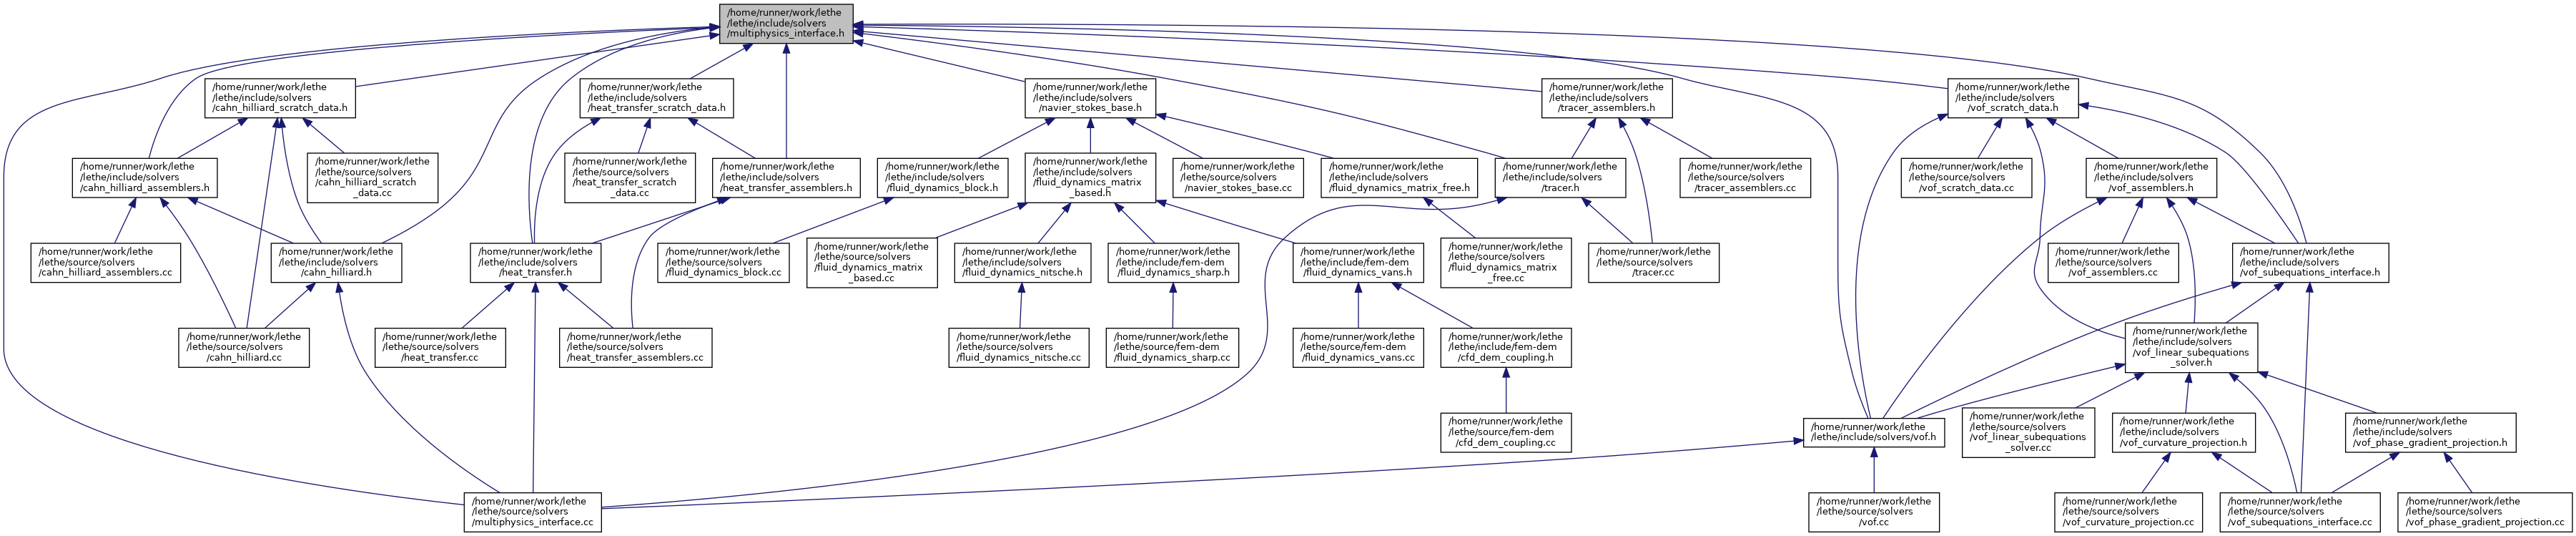 /home/runner/work/lethe
/lethe/include/solvers
/multiphysics_interface.h
/home/runner/work/lethe
/lethe/include/solvers
/cahn_hilliard_scratch_data.h
/home/runner/work/lethe
/lethe/include/solvers
/heat_transfer_scratch_data.h
/home/runner/work/lethe
/lethe/include/solvers
/navier_stokes_base.h
/home/runner/work/lethe
/lethe/include/solvers
/tracer_assemblers.h
/home/runner/work/lethe
/lethe/include/solvers
/vof_scratch_data.h
/home/runner/work/lethe
/lethe/include/solvers
/cahn_hilliard_assemblers.h
/home/runner/work/lethe
/lethe/source/solvers
/cahn_hilliard_scratch
_data.cc
/home/runner/work/lethe
/lethe/source/solvers
/heat_transfer_scratch
_data.cc
/home/runner/work/lethe
/lethe/include/solvers
/heat_transfer_assemblers.h
/home/runner/work/lethe
/lethe/include/solvers
/fluid_dynamics_block.h
/home/runner/work/lethe
/lethe/include/solvers
/fluid_dynamics_matrix
_based.h
/home/runner/work/lethe
/lethe/source/solvers
/navier_stokes_base.cc
/home/runner/work/lethe
/lethe/include/solvers
/fluid_dynamics_matrix_free.h
/home/runner/work/lethe
/lethe/include/solvers
/tracer.h
/home/runner/work/lethe
/lethe/source/solvers
/tracer_assemblers.cc
/home/runner/work/lethe
/lethe/source/solvers
/vof_scratch_data.cc
/home/runner/work/lethe
/lethe/include/solvers
/vof_assemblers.h
/home/runner/work/lethe
/lethe/source/solvers
/cahn_hilliard_assemblers.cc
/home/runner/work/lethe
/lethe/include/solvers
/cahn_hilliard.h
/home/runner/work/lethe
/lethe/include/solvers
/heat_transfer.h
/home/runner/work/lethe
/lethe/source/solvers
/fluid_dynamics_block.cc
/home/runner/work/lethe
/lethe/source/solvers
/fluid_dynamics_matrix
_based.cc
/home/runner/work/lethe
/lethe/include/solvers
/fluid_dynamics_nitsche.h
/home/runner/work/lethe
/lethe/include/fem-dem
/fluid_dynamics_sharp.h
/home/runner/work/lethe
/lethe/include/fem-dem
/fluid_dynamics_vans.h
/home/runner/work/lethe
/lethe/source/solvers
/fluid_dynamics_matrix
_free.cc
/home/runner/work/lethe
/lethe/source/solvers
/tracer.cc
/home/runner/work/lethe
/lethe/source/solvers
/vof_assemblers.cc
/home/runner/work/lethe
/lethe/include/solvers
/vof_subequations_interface.h
/home/runner/work/lethe
/lethe/source/solvers
/cahn_hilliard.cc
/home/runner/work/lethe
/lethe/source/solvers
/heat_transfer.cc
/home/runner/work/lethe
/lethe/source/solvers
/heat_transfer_assemblers.cc
/home/runner/work/lethe
/lethe/source/solvers
/fluid_dynamics_nitsche.cc
/home/runner/work/lethe
/lethe/source/fem-dem
/fluid_dynamics_sharp.cc
/home/runner/work/lethe
/lethe/source/fem-dem
/fluid_dynamics_vans.cc
/home/runner/work/lethe
/lethe/include/fem-dem
/cfd_dem_coupling.h
/home/runner/work/lethe
/lethe/include/solvers
/vof_linear_subequations
_solver.h
/home/runner/work/lethe
/lethe/source/fem-dem
/cfd_dem_coupling.cc
/home/runner/work/lethe
/lethe/include/solvers/vof.h
/home/runner/work/lethe
/lethe/source/solvers
/vof_linear_subequations
_solver.cc
/home/runner/work/lethe
/lethe/include/solvers
/vof_curvature_projection.h
/home/runner/work/lethe
/lethe/include/solvers
/vof_phase_gradient_projection.h
/home/runner/work/lethe
/lethe/source/solvers
/multiphysics_interface.cc
/home/runner/work/lethe
/lethe/source/solvers
/vof.cc
/home/runner/work/lethe
/lethe/source/solvers
/vof_curvature_projection.cc
/home/runner/work/lethe
/lethe/source/solvers
/vof_subequations_interface.cc
/home/runner/work/lethe
/lethe/source/solvers
/vof_phase_gradient_projection.cc